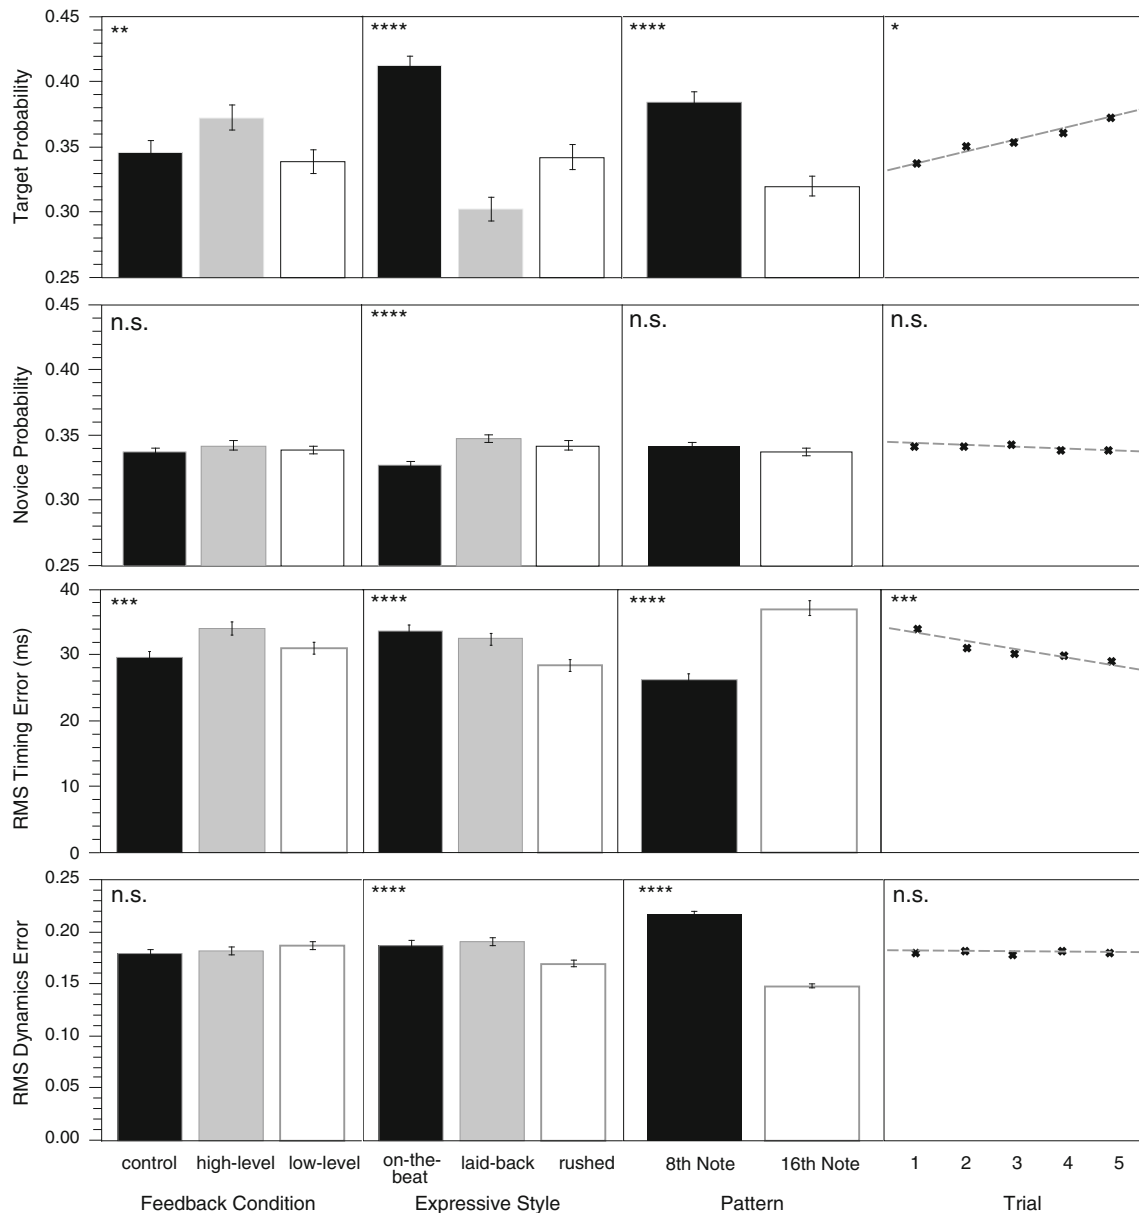 Target Probability
0.45
0.40
0.35
0.30
0.25
**
****
****
*
Novice Probability
0.45
0.40
0.35
0.30
0.25
n.s.
****
n.s.
n.s.
RMS Timing Error (ms)
40
30
20
10
0
***
****
****
***
RMS Dynamics Error
0.25
0.20
0.15
0.10
0.05
0.00
n.s.
****
****
n.s.
control high-level low-level
on-the-
beat
laid-back rushed
8th Note 16th Note
1 2 3 4 5
Feedback Condition
Expressive Style
Pattern
Trial